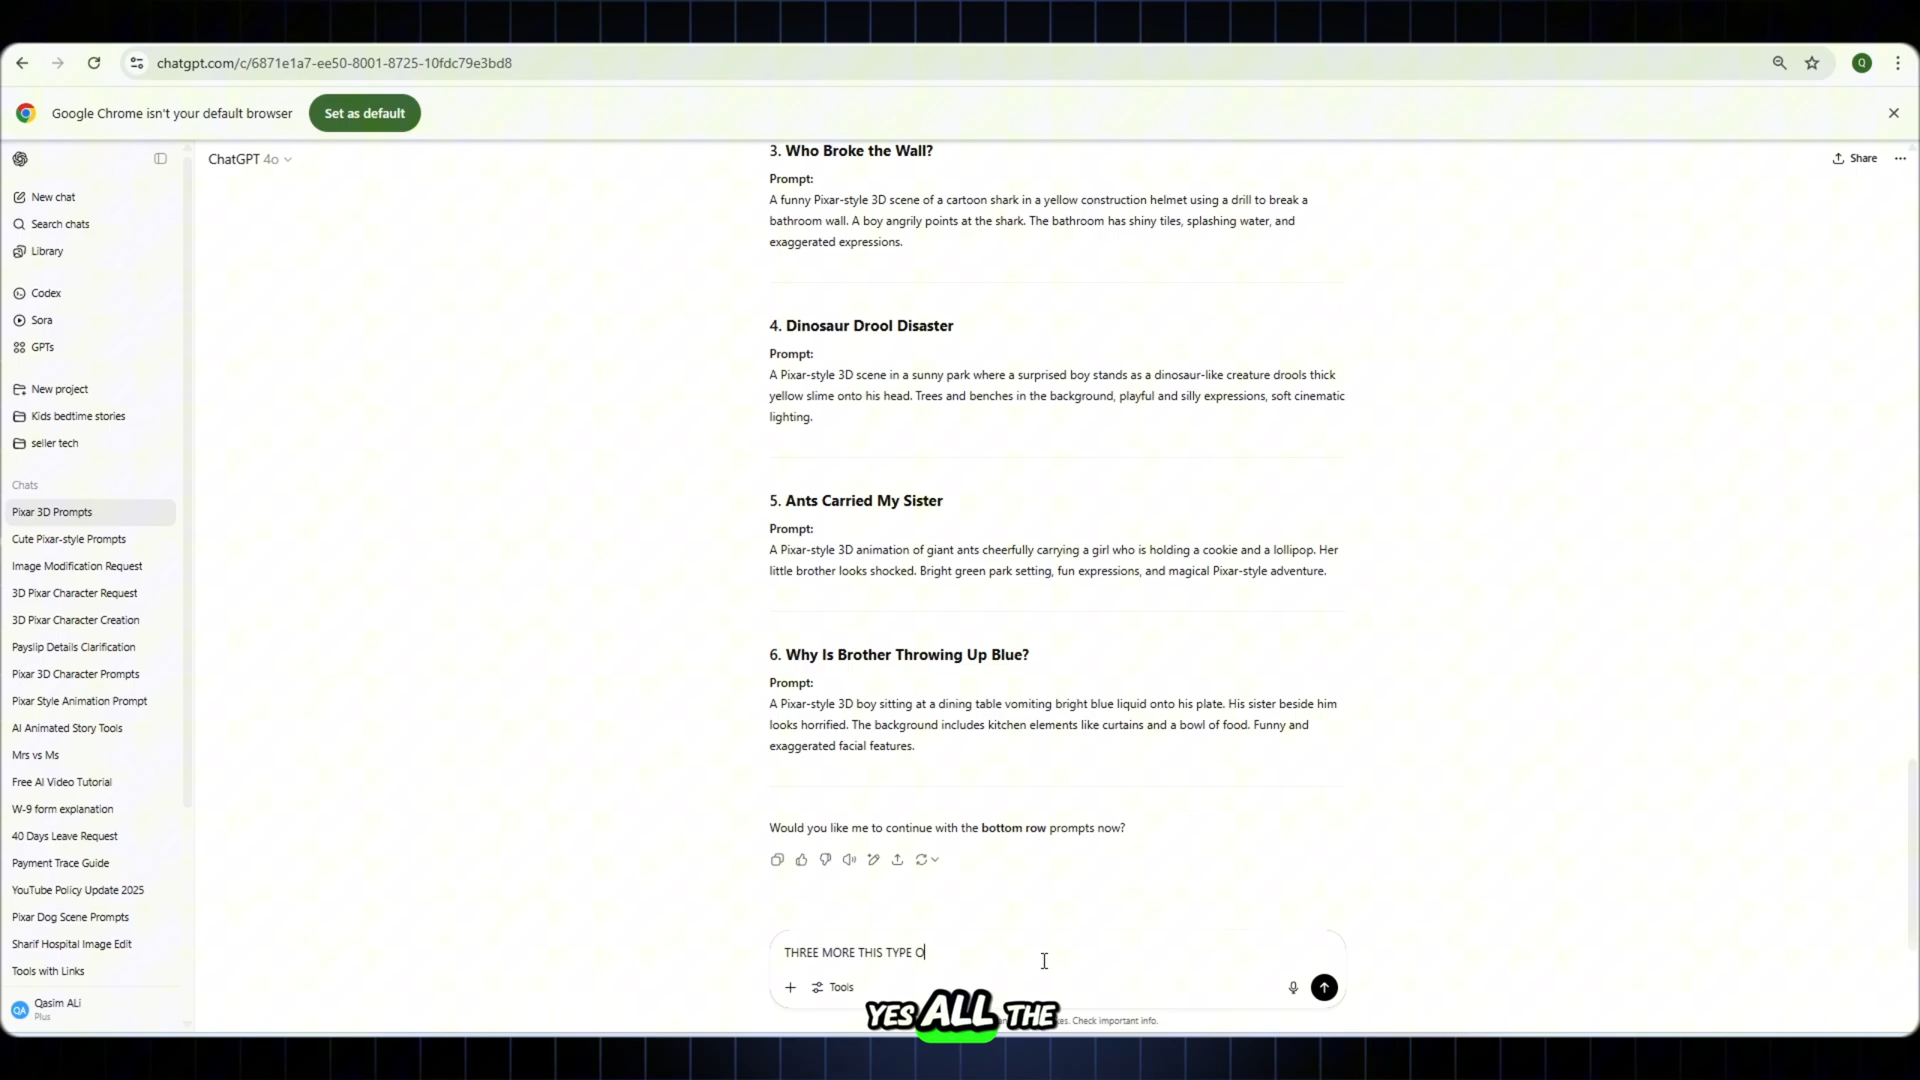 chatgpt.com/c/6871e1a7-ee50-8001-8725-10fdc79e3bd8
Q
Google Chrome isn't your default browser
Set as default
ChatGPT 4o
Share
New chat
Search chats
Library
Codex
Sora
GPTs
New project
Kids bedtime stories
seller tech
Chats
Pixar 3D Prompts
Cute Pixar-style Prompts
Image Modification Request
3D Pixar Character Request
3D Pixar Character Creation
Payslip Details Clarification
Pixar 3D Character Prompts
Pixar Style Animation Prompt
AI Animated Story Tools
Mrs vs Ms
Free AI Video Tutorial
W-9 form explanation
40 Days Leave Request
Payment Trace Guide
YouTube Policy Update 2025
Pixar Dog Scene Prompts
Sharif Hospital Image Edit
Tools with Links
QA
Qasim ALi
Plus
3. Who Broke the Wall?
Prompt:
A funny Pixar-style 3D scene of a cartoon shark in a yellow construction helmet using a drill to break a
bathroom wall. A boy angrily points at the shark. The bathroom has shiny tiles, splashing water, and
exaggerated expressions.
4. Dinosaur Drool Disaster
Prompt:
A Pixar-style 3D scene in a sunny park where a surprised boy stands as a dinosaur-like creature drools thick
yellow slime onto his head. Trees and benches in the background, playful and silly expressions, soft cinematic
lighting.
5. Ants Carried My Sister
Prompt:
A Pixar-style 3D animation of giant ants cheerfully carrying a girl who is holding a cookie and a lollipop. Her
little brother looks shocked. Bright green park setting, fun expressions, and magical Pixar-style adventure.
6. Why Is Brother Throwing Up Blue?
Prompt:
A Pixar-style 3D boy sitting at a dining table vomiting bright blue liquid onto his plate. His sister beside him
looks horrified. The background includes kitchen elements like curtains and a bowl of food. Funny and
exaggerated facial features.
Would you like me to continue with the bottom row prompts now?
THREE MORE THIS TYPE O
Tools
YES ALL THE
Check important info.